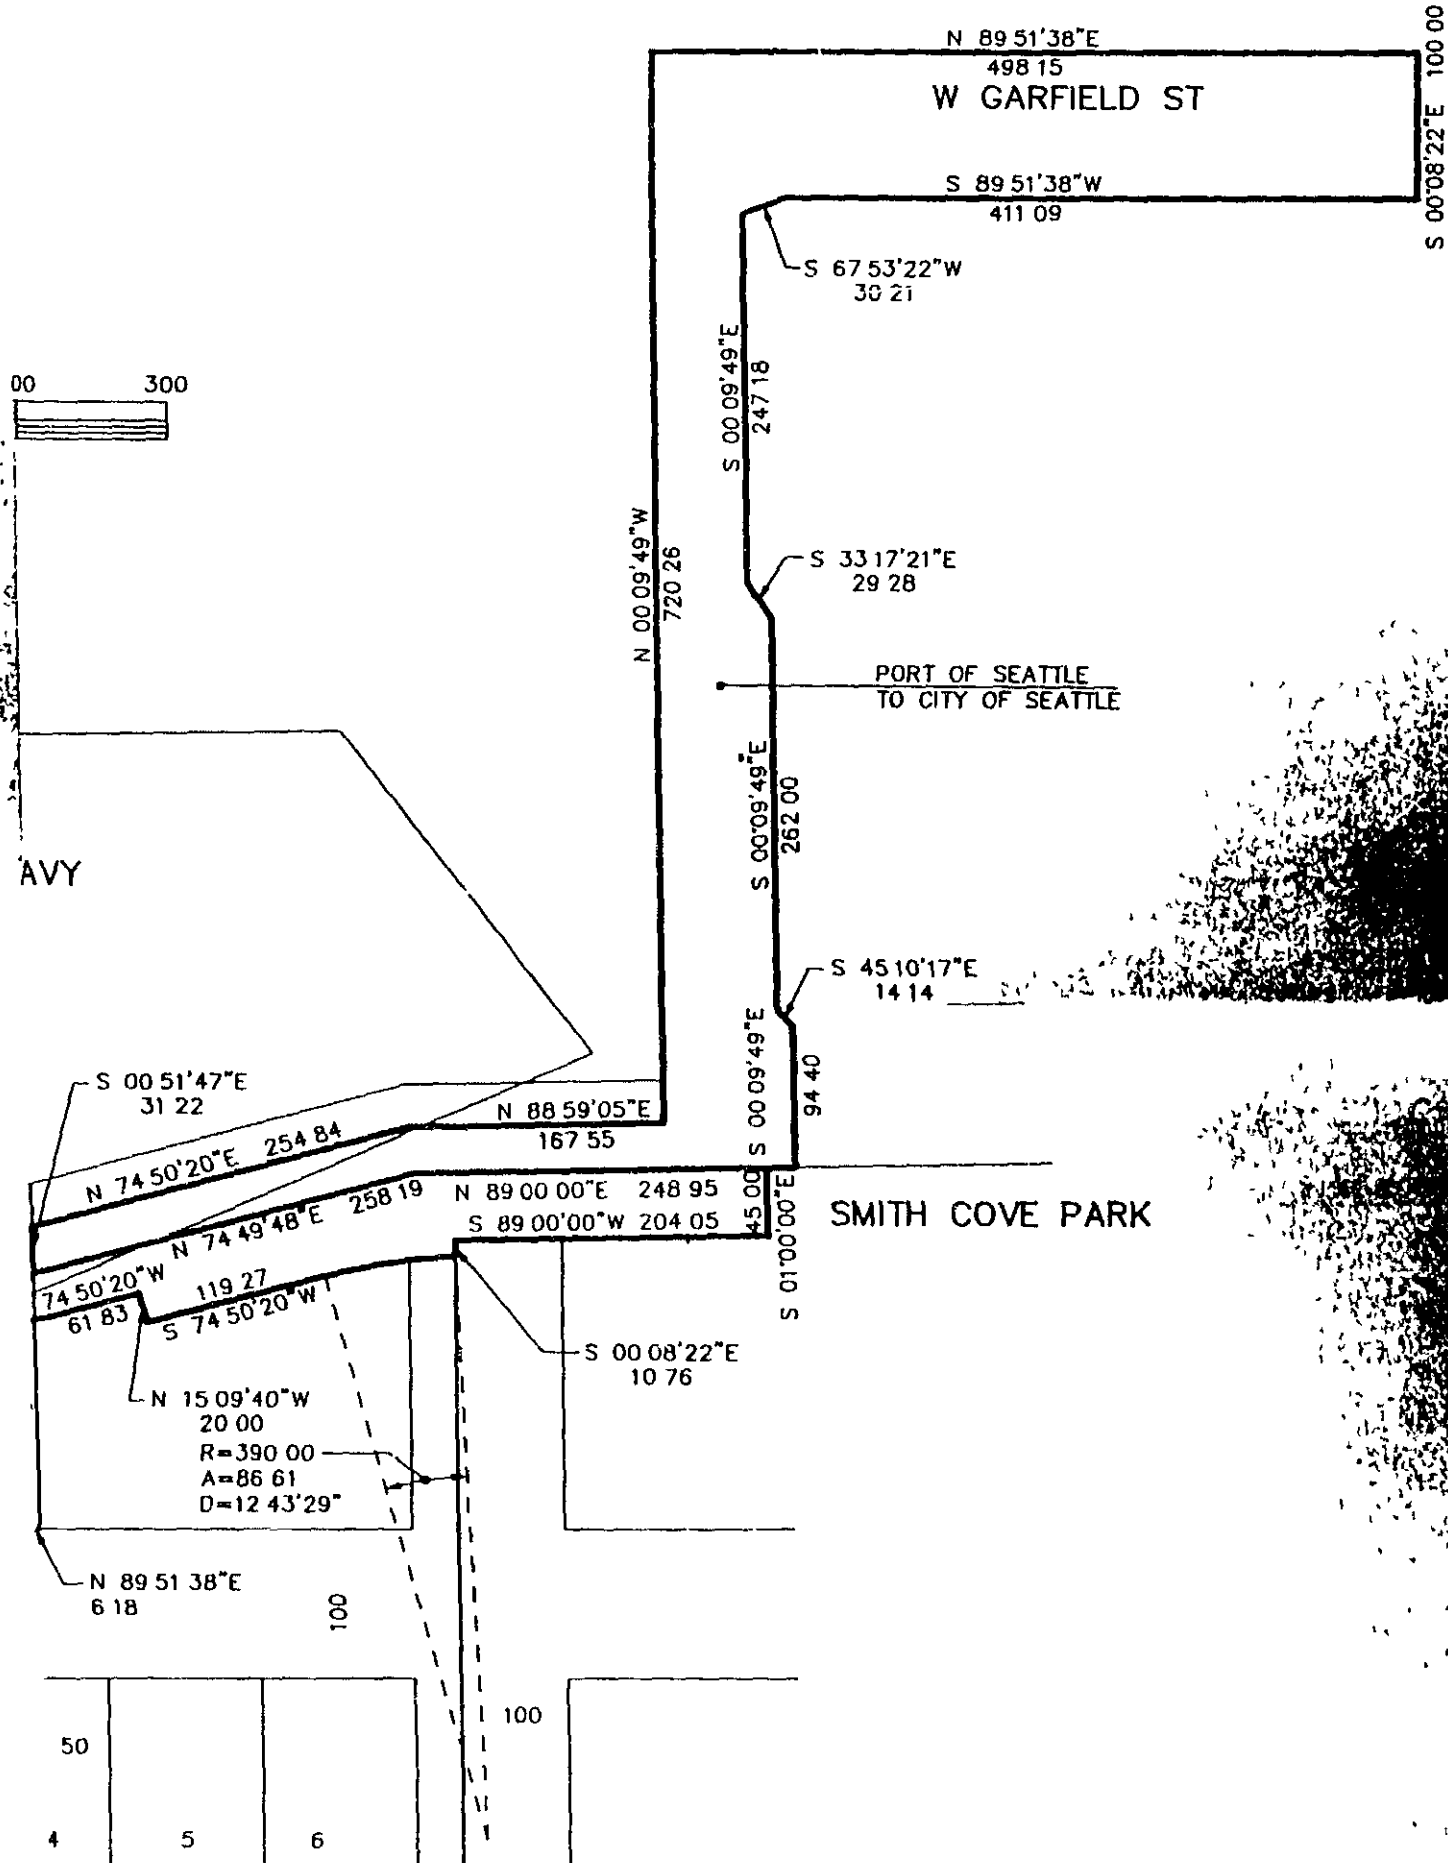 N 89 51'38"E
498 15
W GARFIELD ST
S 00°08'22"E 100 00
S 89 51'38"W
411 09
S 67 53'22"W
30 21
S 00 09'49"E
247 18
00 300
N 00 09'49"W
720 26
S 33 17'21"E
29 28
PORT OF SEATTLE
TO CITY OF SEATTLE
S 00°09'49"E
262 00
AVY
S 45 10'17"E
14 14
S 00 09'49"E
94 40
S 00 51'47"E
31 22
N 88 59'05"E
167 55
N 74 50'20"E 254 84
N 74 49'48"E 258 19
N 89 00 00"E 248 95
S 89 00'00"W 204 05
45 00
S 01°00'00"E
SMITH COVE PARK
74 50'20"W
61 83
119 27
S 74 50'20"W
S 00 08'22"E
10 76
N 15 09'40"W
20 00
R=390 00
A=86 61
D=12 43'29"
N 89 51 38"E
6 18
100
100
50
4 5 6